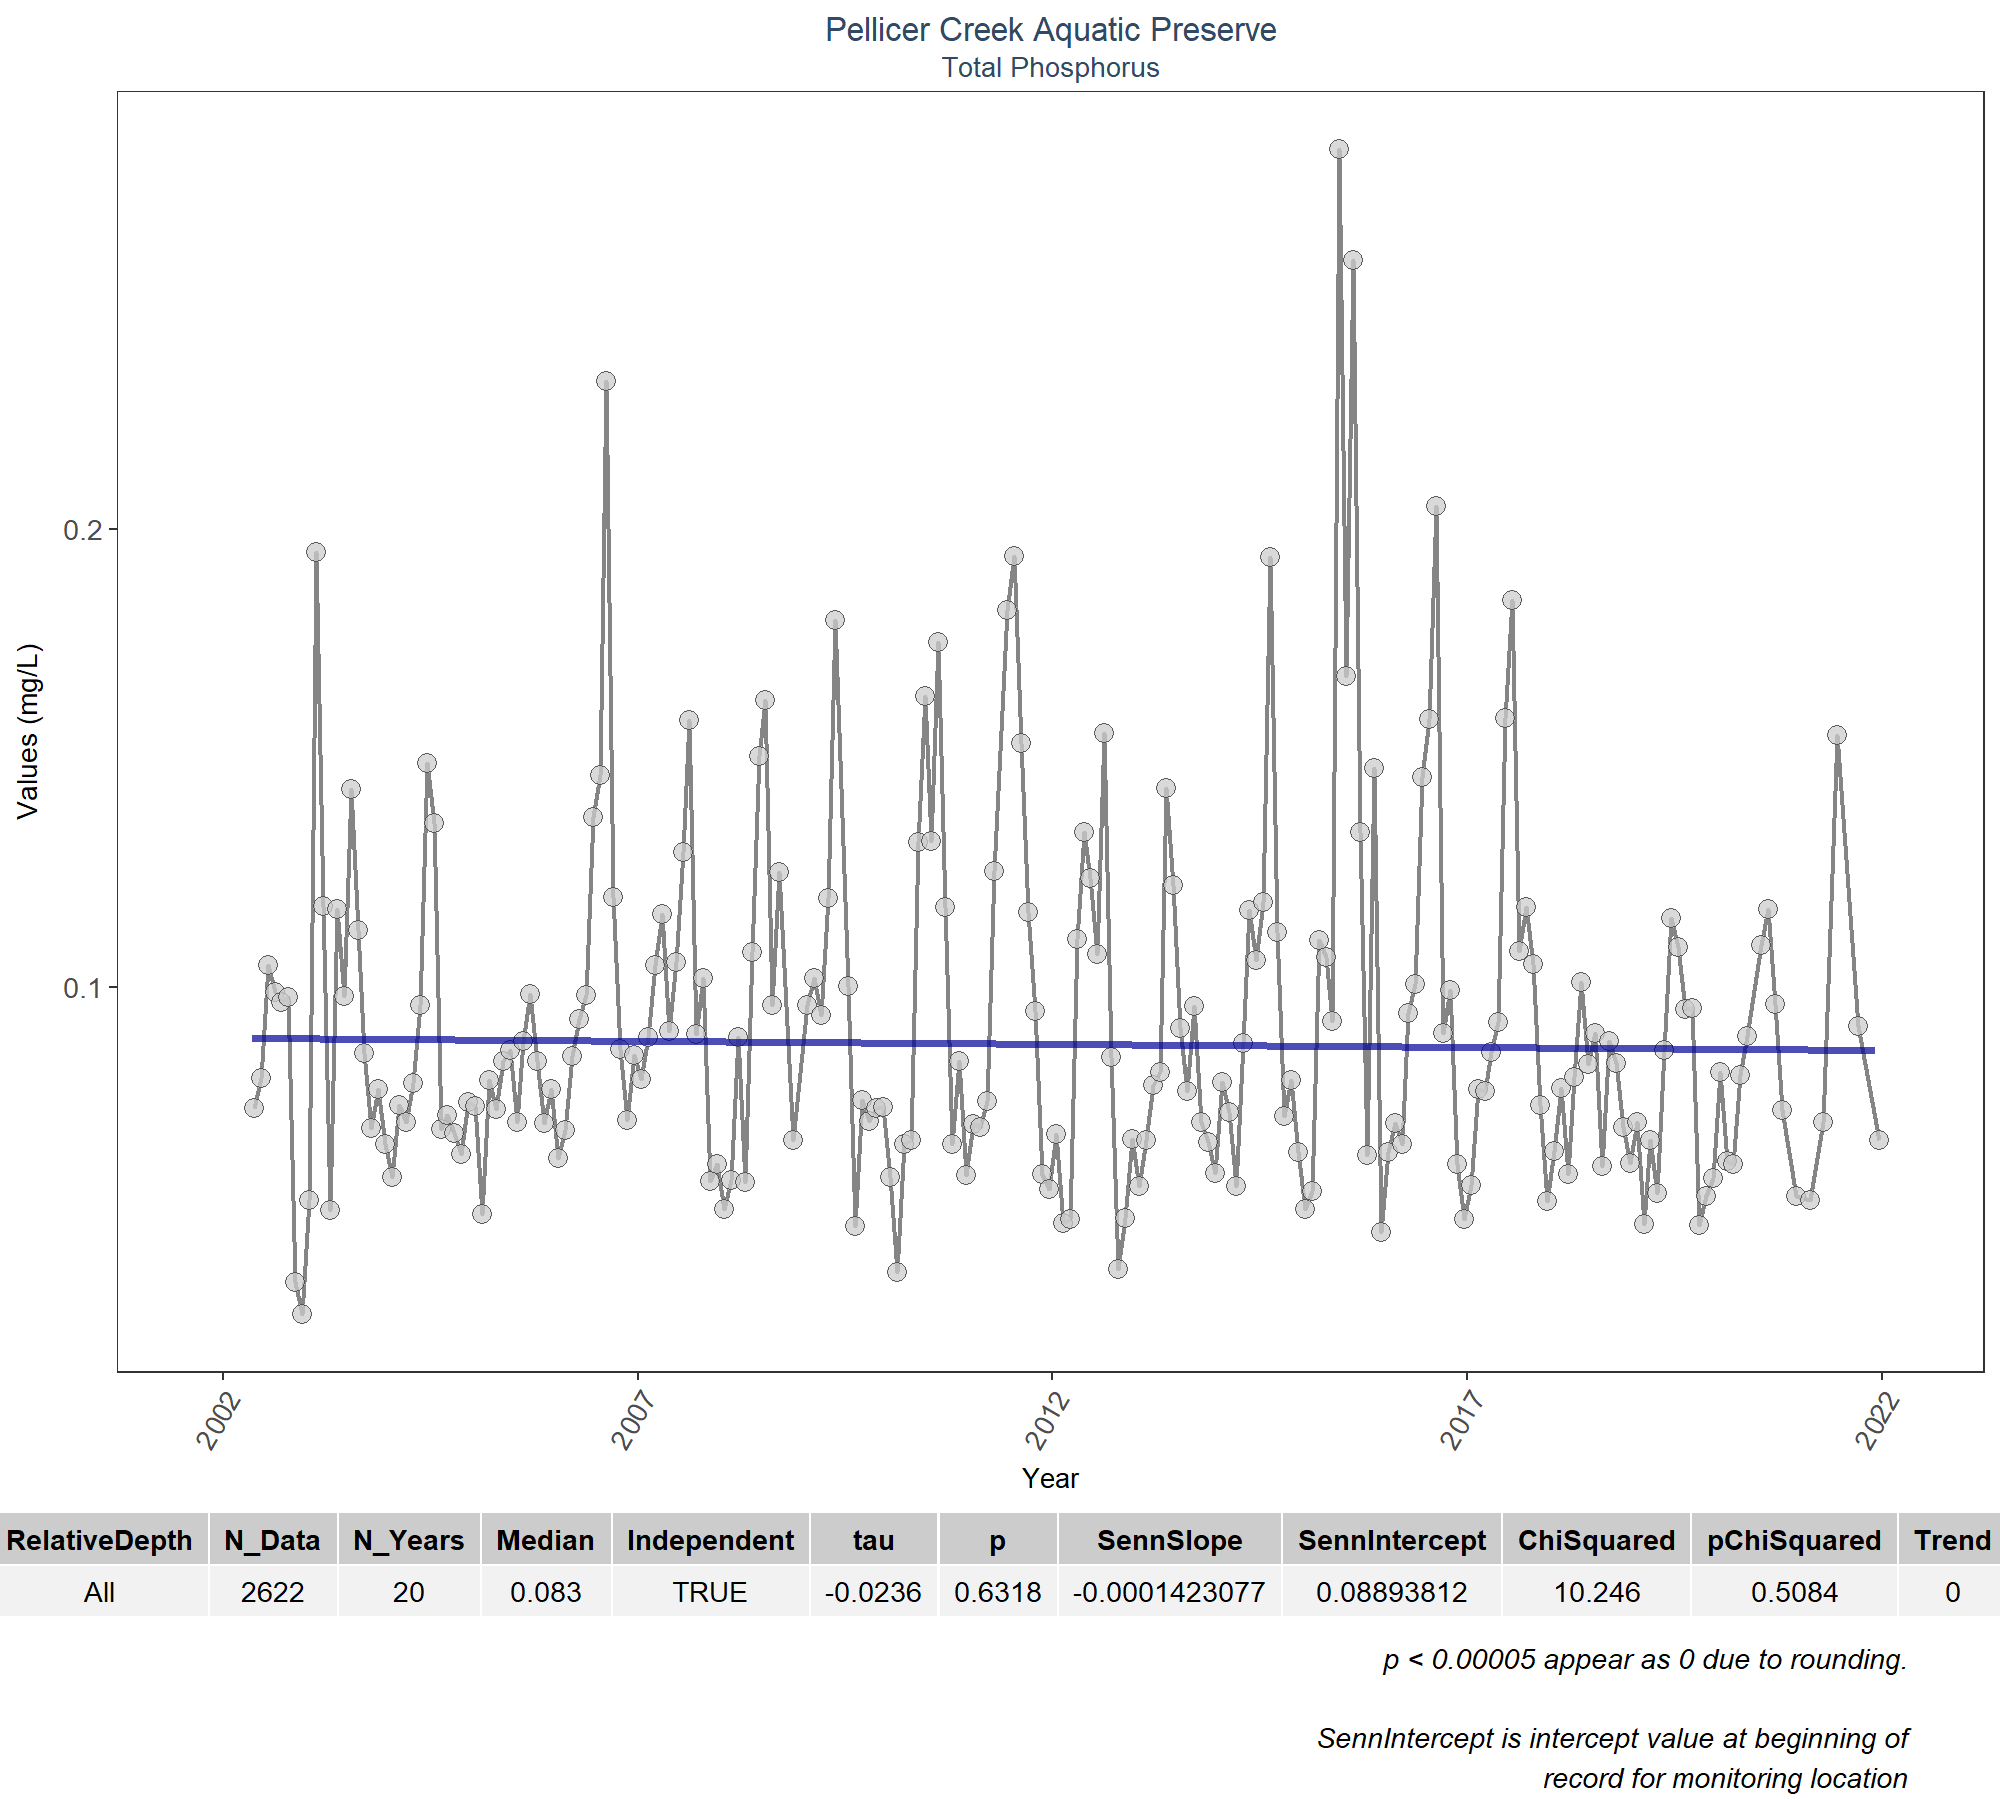 Pellicer Creek Aquatic Preserve
Total Phosphorus
Values (mg/L)
0.2
0.1
2002
2007
2012
2017
2022
Year
RelativeDepth N_Data N_Years Median Independent tau p SennSlope SennIntercept ChiSquared pChiSquared Trend
All 2622 20 0.083 TRUE -0.0236 0.6318 -0.0001423077 0.08893812 10.246 0.5084 0
p < 0.00005 appear as 0 due to rounding.
SennIntercept is intercept value at beginning of
record for monitoring location